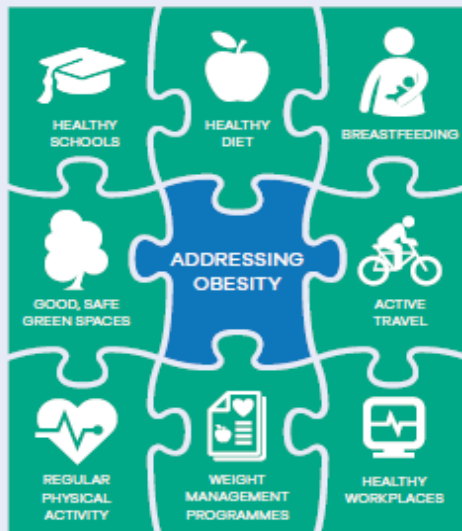 HEALTHY
SCHOOLS
HEALTHY
DIET
BREASTFEEDING
GOOD, SAFE
GREEN SPACES
ADDRESSING
OBESITY
ACTIVE
TRAVEL
REGULAR
PHYSICAL
ACTIVITY
WEIGHT
MANAGEMENT
PROGRAMMES
HEALTHY
WORKPLACES